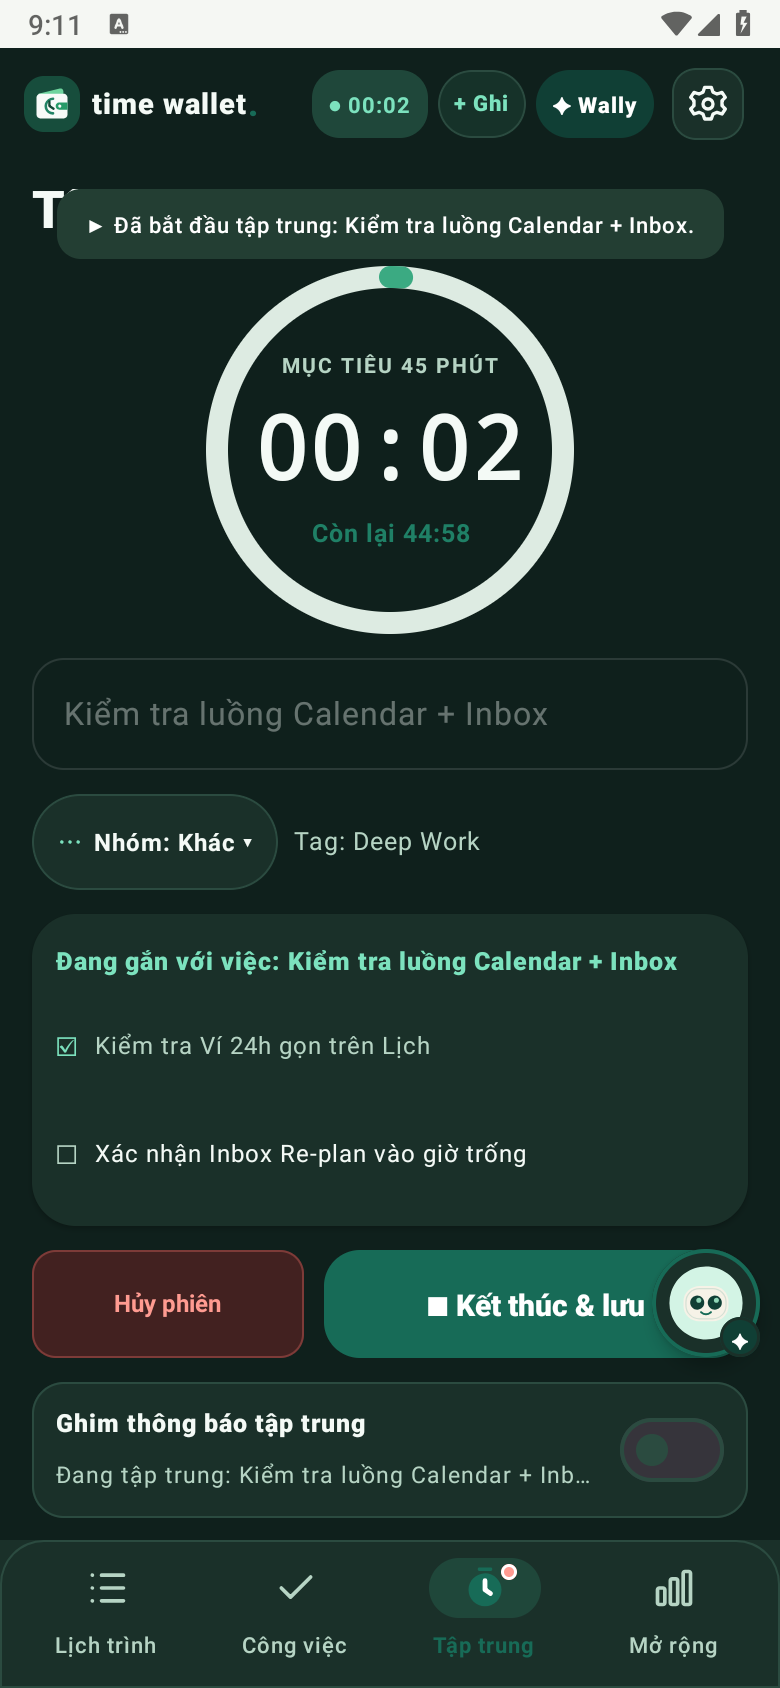 9:11
time wallet.
00:02
+ Ghi
Wally
► Đã bắt đầu tập trung: Kiểm tra luồng Calendar + Inbox.
MỤC TIÊU 45 PHÚT
00:02
Còn lại 44:58
Kiểm tra luồng Calendar + Inbox
··· Nhóm: Khác ▾
Tag: Deep Work
Đang gắn với việc: Kiểm tra luồng Calendar + Inbox
☑ Kiểm tra Ví 24h gọn trên Lịch
☐ Xác nhận Inbox Re-plan vào giờ trống
Hủy phiên
■ Kết thúc & lưu
Ghim thông báo tập trung
Đang tập trung: Kiểm tra luồng Calendar + Inb…
Lịch trình
Công việc
Tập trung
Mở rộng